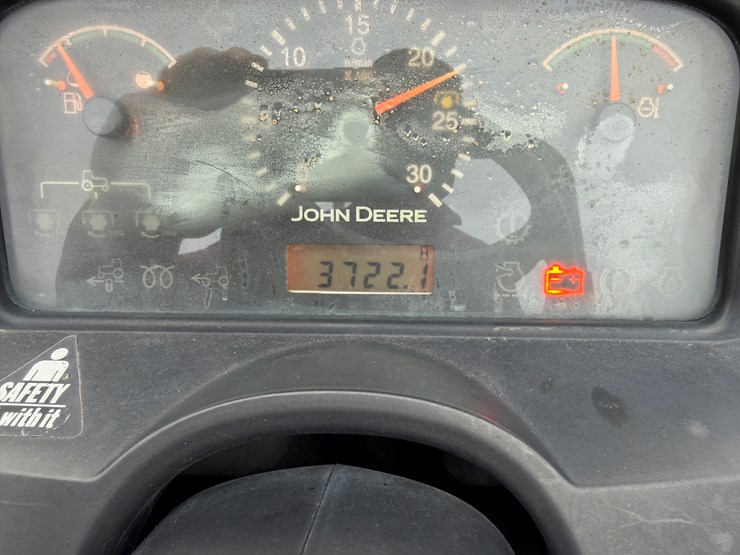 15
10
20
25
30
JOHN DEERE
3722.1
SAFETY
with it